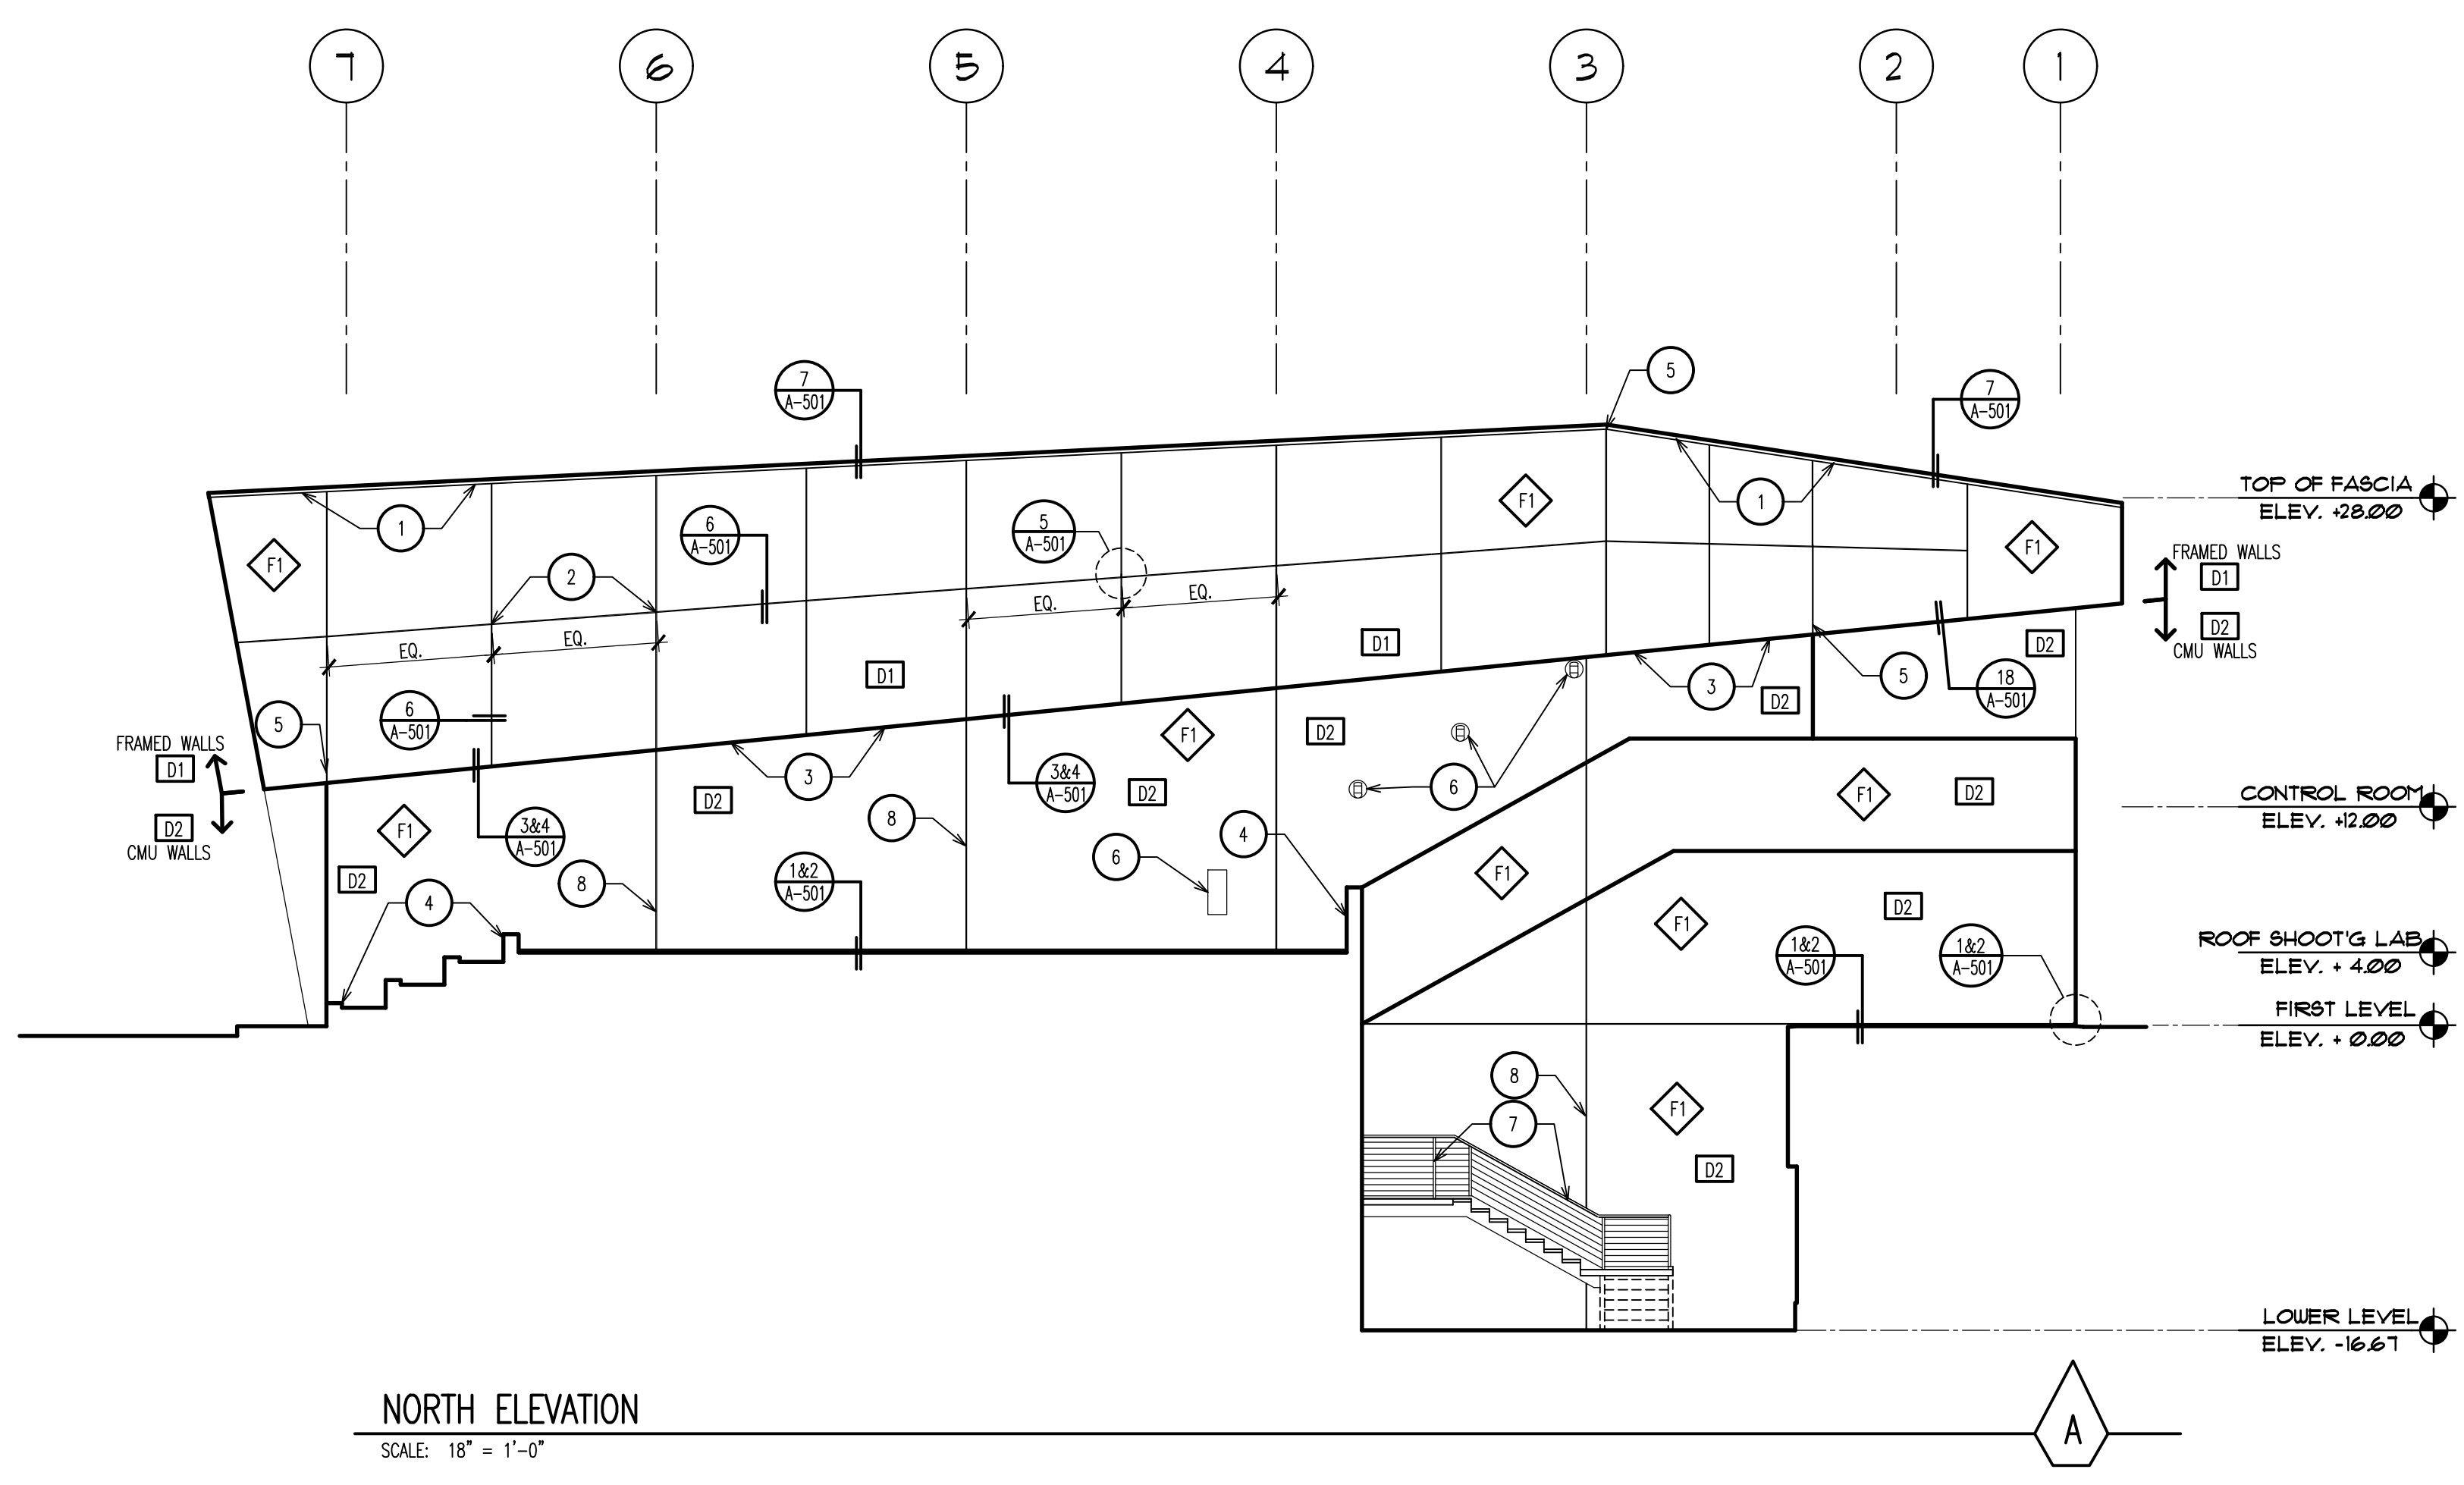 7 6 5 4 3 2 1
5
7
A-501
7
A-501
TOP OF FASCIA
ELEV. +28.00
1
6
A-501
5
A-501
F1
1
F1
F1
2
EQ.
EQ.
FRAMED WALLS
D1
D2
CMU WALLS
EQ.
EQ.
D1
D1
D2
5
6
A-501
3
D2
5
18
A-501
FRAMED WALLS
D1
D2
CMU WALLS
F1
D2
3
3&4
A-501
D2
D2
6
F1
D2
CONTROL ROOM
ELEV. +12.00
F1
3&4
A-501
8
4
6
8
1&2
A-501
D2
4
F1
F1
D2
1&2
A-501
1&2
A-501
ROOF SHOOT'G LAB
ELEV. + 4.00
FIRST LEVEL
ELEV. + 0.00
8
7
F1
D2
LOWER LEVEL
ELEV. -16.67
NORTH ELEVATION
SCALE: 18" = 1'-0"
A